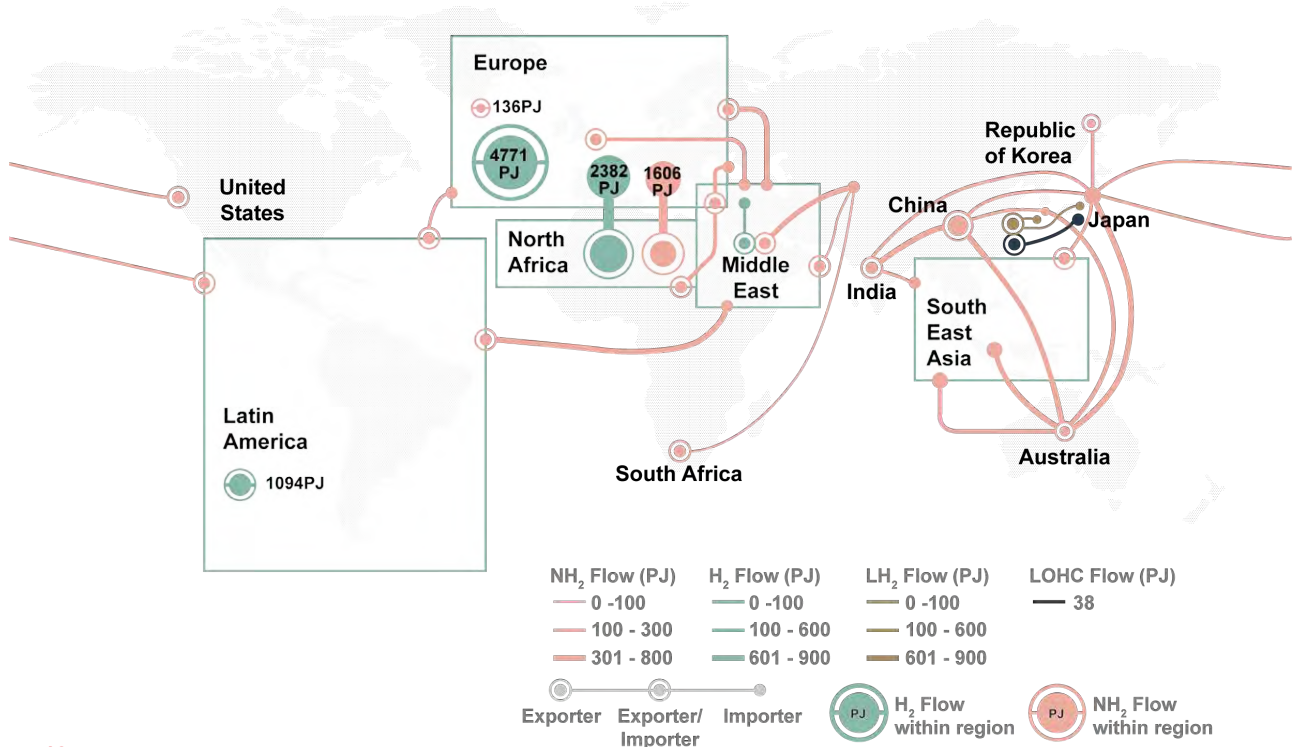 Europe
136PJ
4771
PJ
2382
PJ
1606
PJ
United
States
North
Africa
Middle
East
Republic
of Korea
China
Japan
India
South
East
Asia
Latin
America
1094PJ
South Africa
Australia
NH₂ Flow (PJ)
0 -100
100 - 300
301 - 800
H₂ Flow (PJ)
0 -100
100 - 600
601 - 900
LH₂ Flow (PJ)
0 -100
100 - 600
601 - 900
LOHC Flow (PJ)
38
Exporter
Exporter/
Importer
Importer
PJ
H₂ Flow
within region
PJ
NH₂ Flow
within region